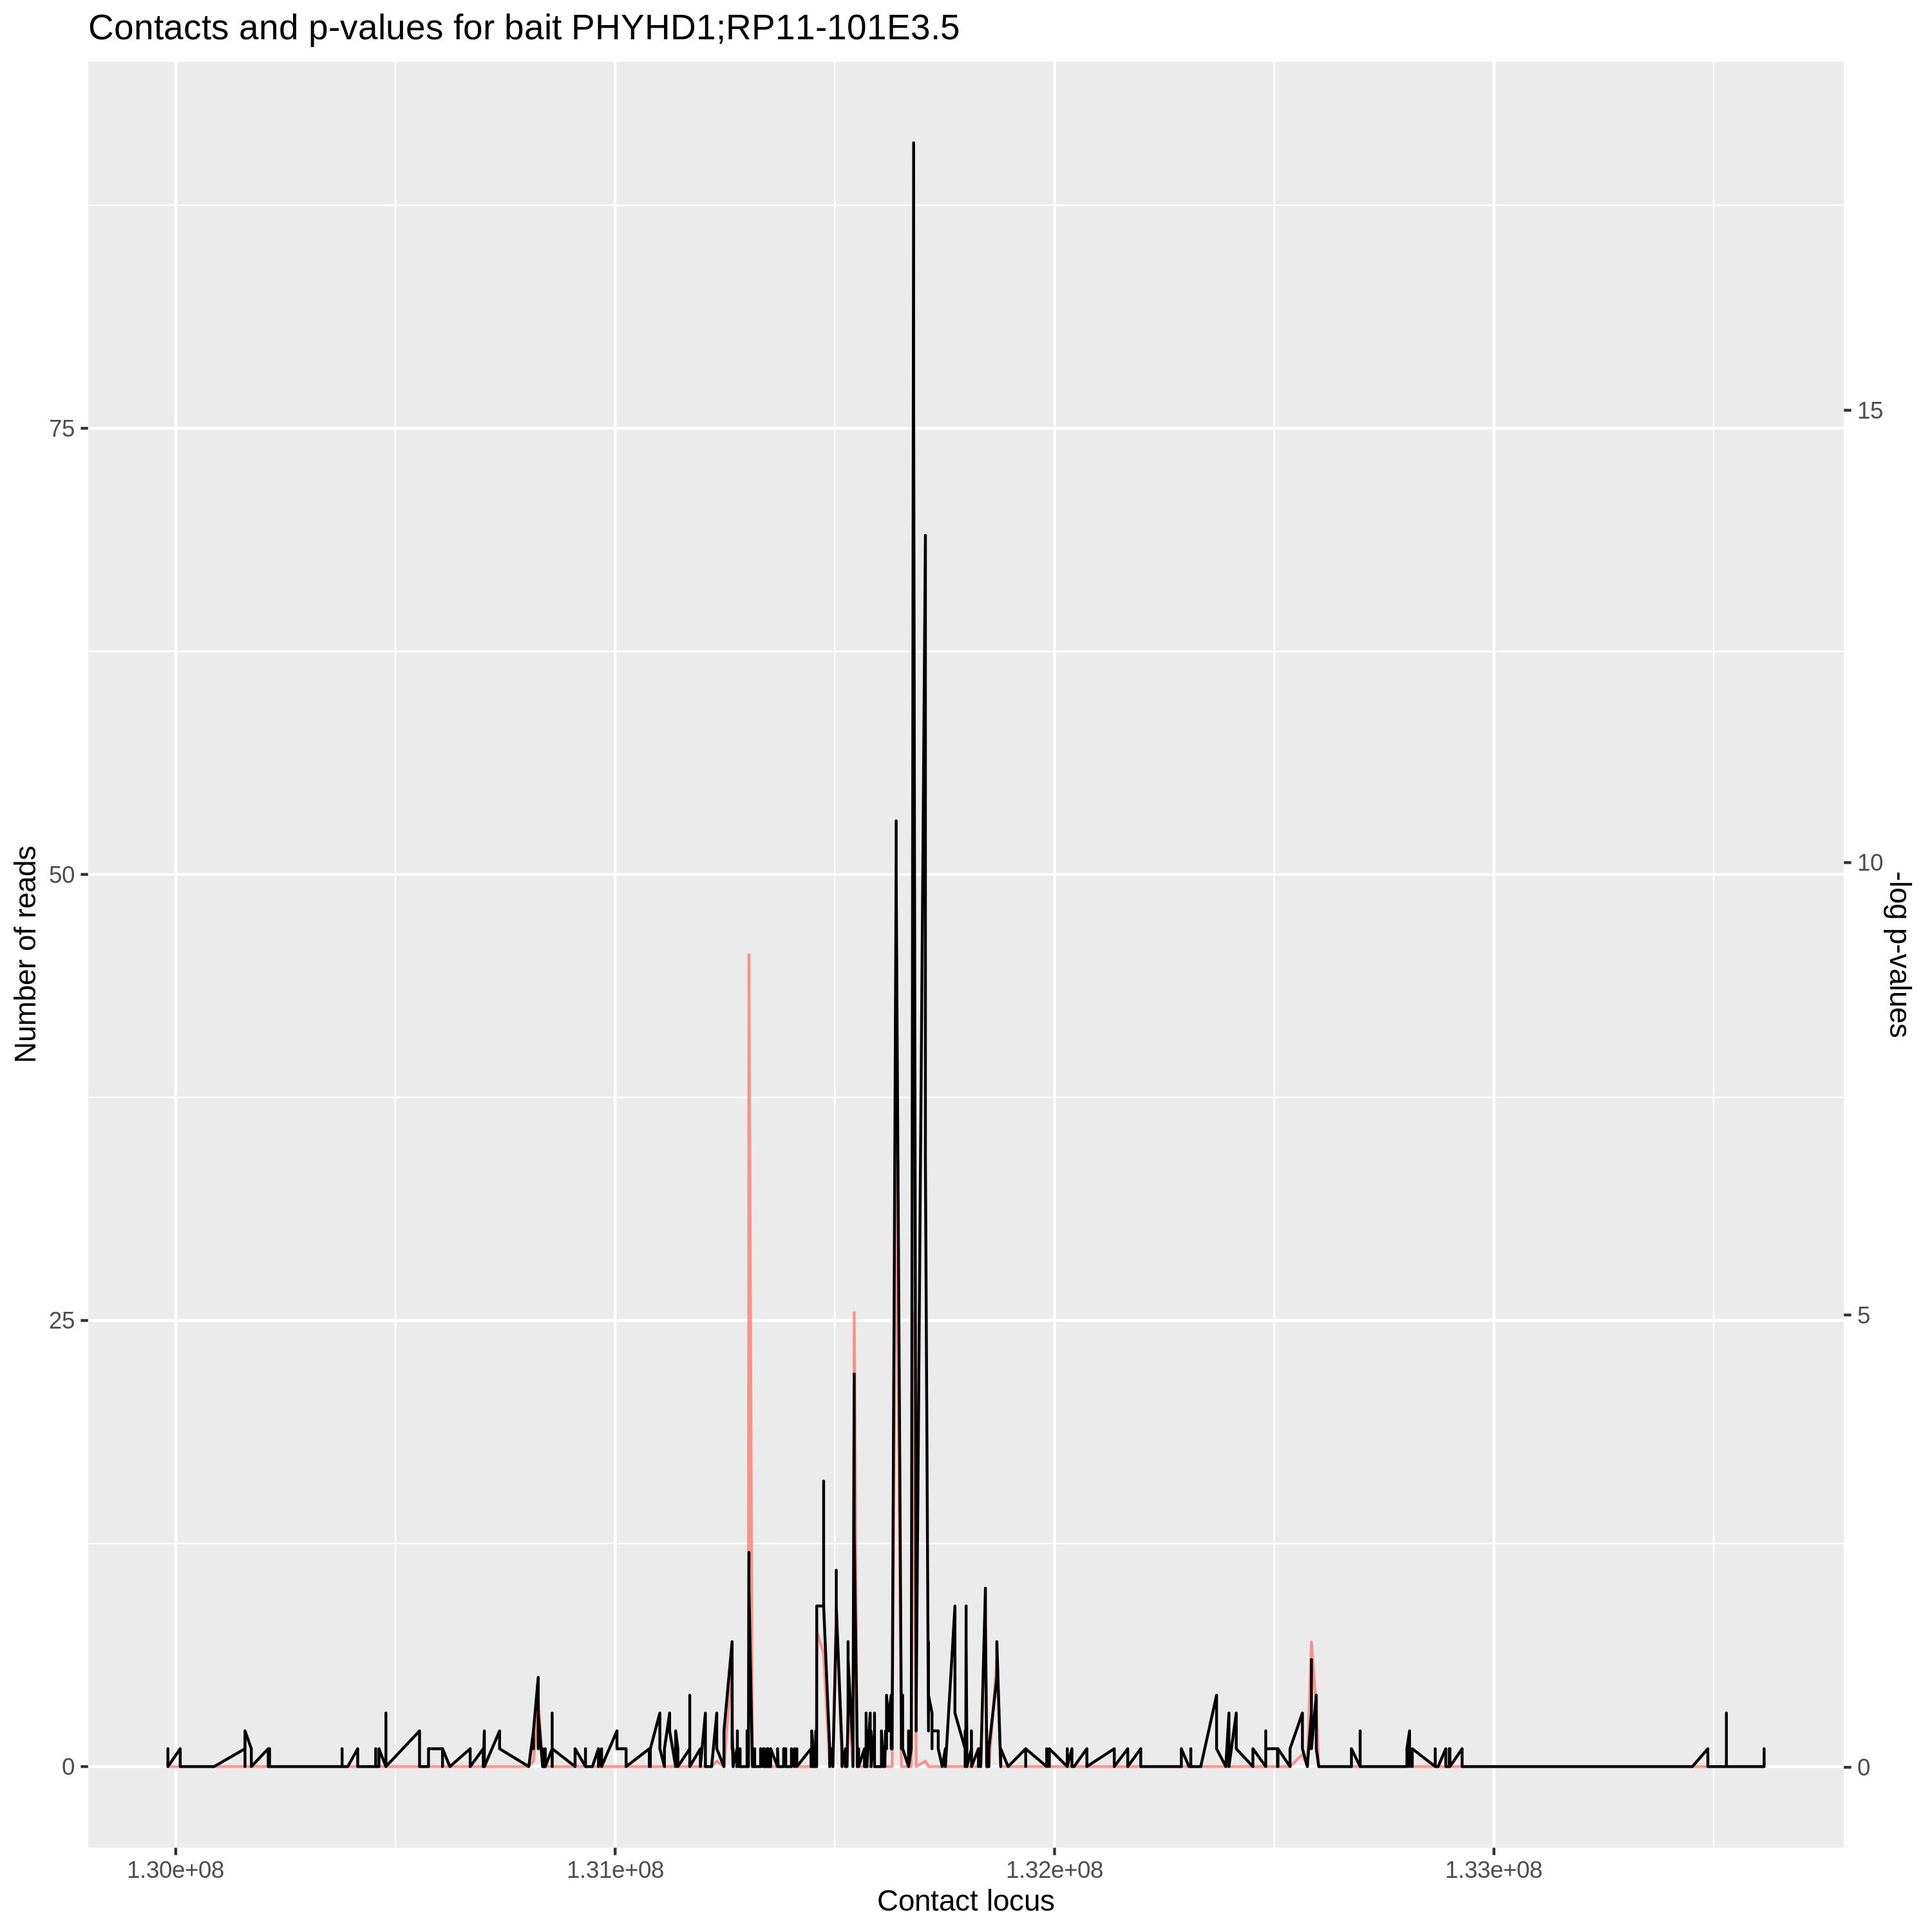 Contacts and p-values for bait PHYHD1;RP11-101E3.5
Number of reads
75
50
25
0
15
10
5
0
-log p-values
1.30e+08
1.31e+08
1.32e+08
1.33e+08
Contact locus